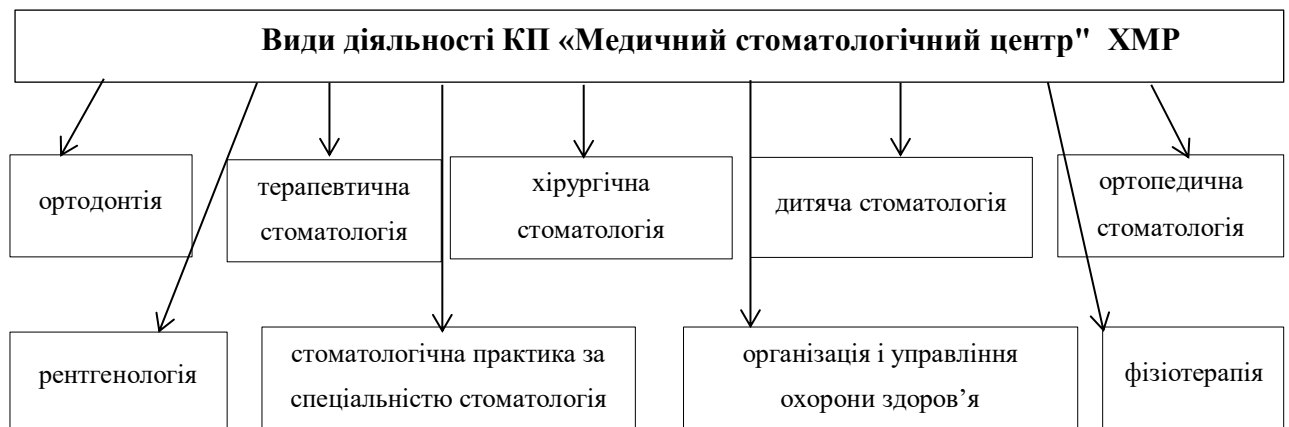 Види діяльності КП «Медичний стоматологічний центр" ХМР
ортодонтія
терапевтична
стоматологія
хірургічна
стоматологія
дитяча стоматологія
ортопедична
стоматологія
рентгенологія
стоматологічна практика за
спеціальністю стоматологія
організація і управління
охорони здоров’я
фізіотерапія